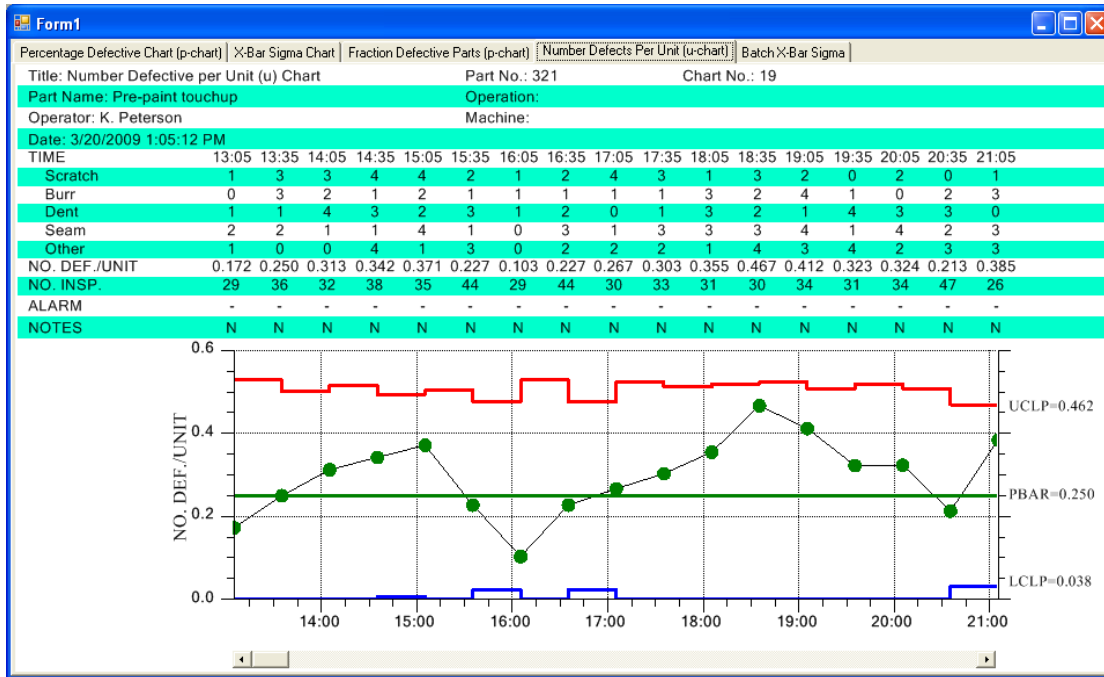 Form1
Percentage Defective Chart (p-chart) X-Bar Sigma Chart Fraction Defective Parts (p-chart) Number Defects Per Unit (u-chart) Batch X-Bar Sigma
Title: Number Defective per Unit (u) Chart Part No.: 321 Chart No.: 19
Part Name: Pre-paint touchup Operation:
Operator: K. Peterson Machine:
Date: 3/20/2009 1:05:12 PM
TIME 13:05 13:35 14:05 14:35 15:05 15:35 16:05 16:35 17:05 17:35 18:05 18:35 19:05 19:35 20:05 20:35 21:05
Scratch 1 3 3 4 4 2 1 2 4 3 1 3 2 0 2 0 1
Burr 0 3 2 1 2 1 1 1 1 1 3 2 4 1 0 2 3
Dent 1 1 4 3 2 3 1 2 0 1 3 2 1 4 3 3 0
Seam 2 2 1 1 4 1 0 3 1 3 3 3 4 1 4 2 3
Other 1 0 0 4 1 3 0 2 2 2 1 4 3 4 2 3 3
NO. DEF./UNIT 0.172 0.250 0.313 0.342 0.371 0.227 0.103 0.227 0.267 0.303 0.355 0.467 0.412 0.323 0.324 0.213 0.385
NO. INSP. 29 36 32 38 35 44 29 44 30 33 31 30 34 31 34 47 26
ALARM - - - - - - - - - - - - - - - - -
NOTES N N N N N N N N N N N N N N N N N
0.6
UCLP=0.462
0.4
NO. DEF./UNIT
PBAR=0.250
0.2
LCLP=0.038
0.0
14:00 15:00 16:00 17:00 18:00 19:00 20:00 21:00